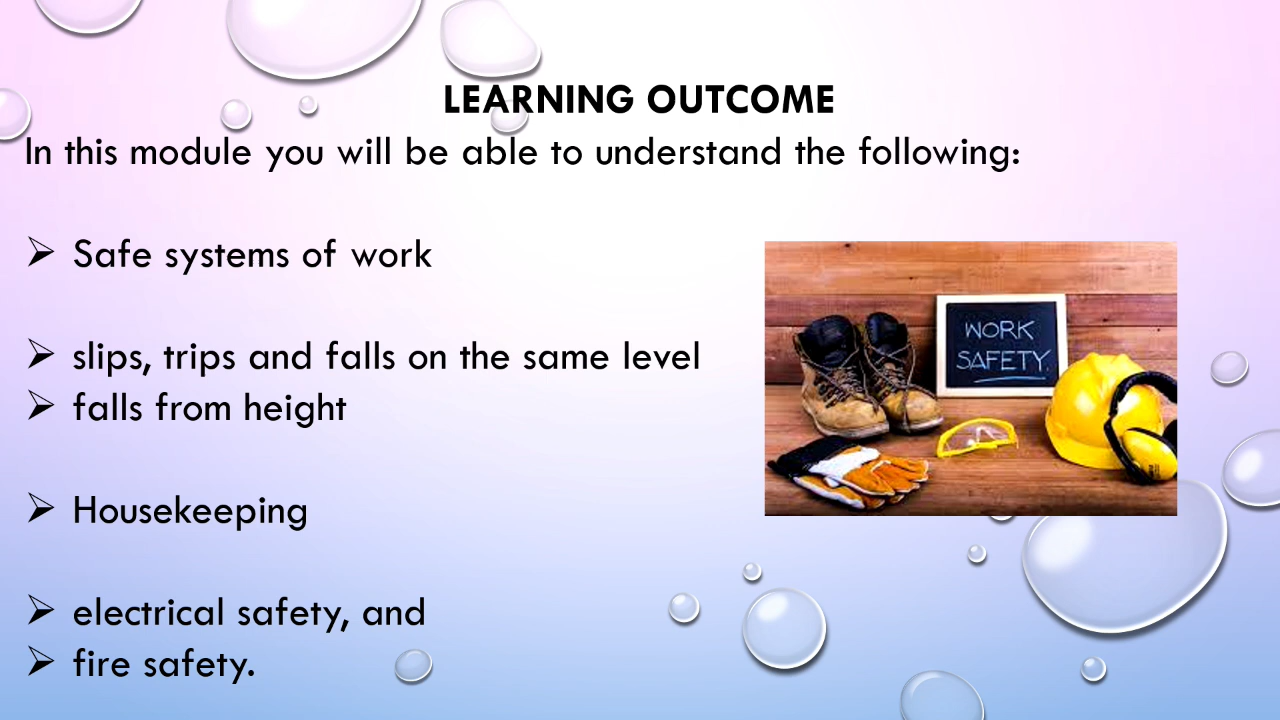 LEARNING OUTCOME
In this module you will be able to understand the following:
➢ Safe systems of work
➢ slips, trips and falls on the same level
➢ falls from height
➢ Housekeeping
➢ electrical safety, and
➢ fire safety.
WORK
SAFETY.